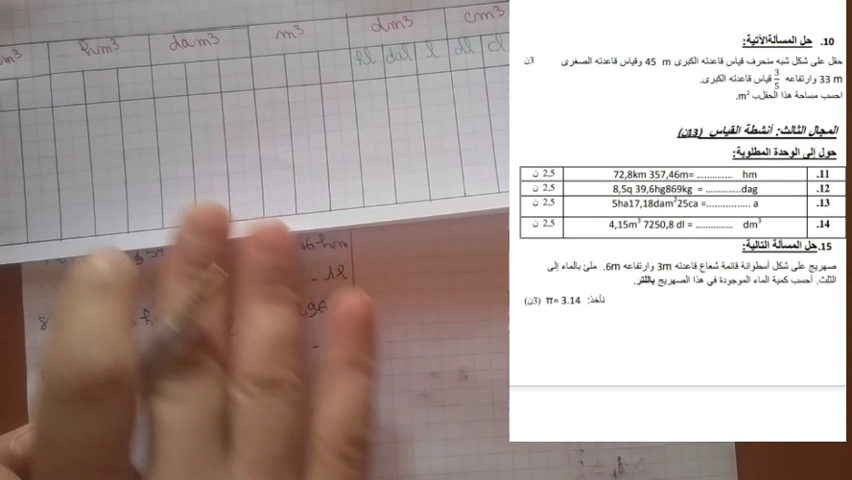 m³ hm³ dam³ m³ dm³ cm³
hl dal l dl cl
46 hm
10. حل المسألة الآتية:
حقل على شكل شبه منحرف قياس قاعدته الكبرى 45 m وقياس قاعدته الصغرى 3ن
33 m وارتفاعه 3/5 قياس قاعدته الكبرى.
احسب مساحة هذا الحقل ب m².
المجال الثالث: أنشطة القياس (13ن)
حول إلى الوحدة المطلوبة:
11. 72,8km 357,46m= ............. hm 2,5 ن
12. 8,5q 39,6hg869kg = .............dag 2,5 ن
13. 5ha17,18dam²25ca =................ a 2,5 ن
14. 4,15m³ 7250,8 dl = .............. dm³ 2,5 ن
15.حل المسألة التالية:
صهريج على شكل أسطوانة قائمة شعاع قاعدته 3m وارتفاعه 6m. ملئ بالماء إلى
الثلث. أحسب كمية الماء الموجودة في هذا الصهريج باللتر.
نأخذ: π= 3.14 (3ن)